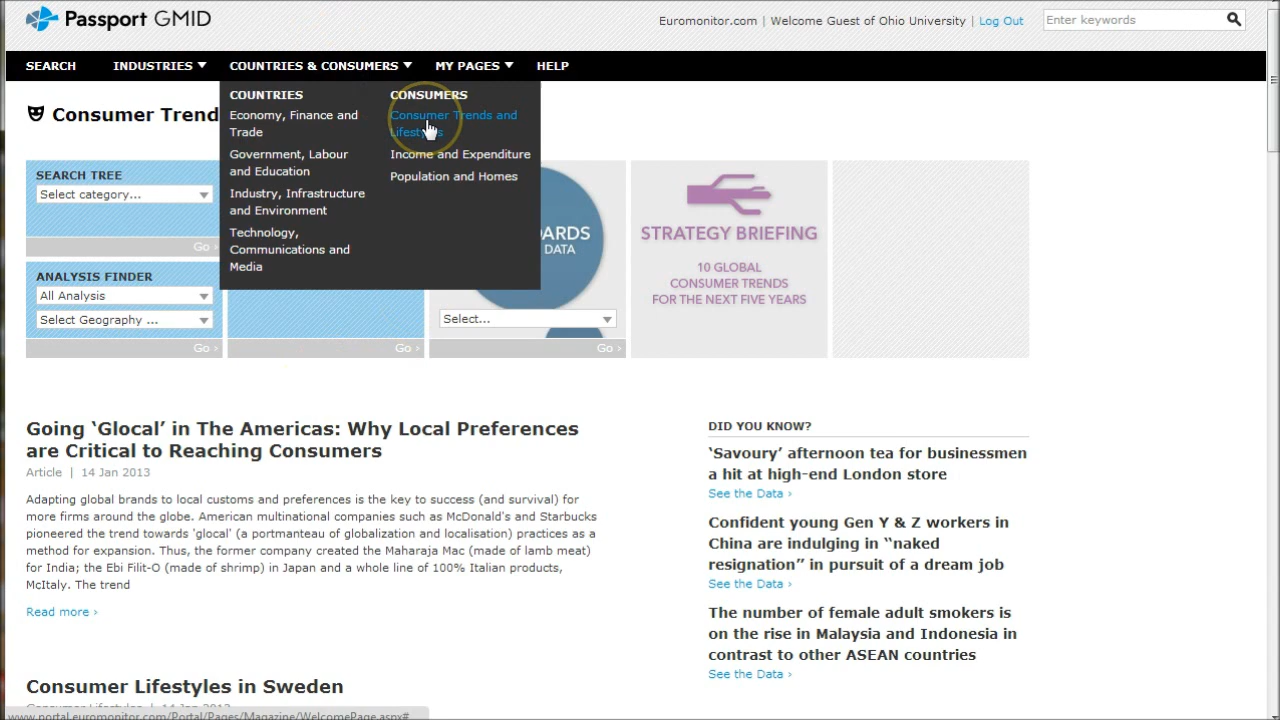 Passport GMID
Euromonitor.com | Welcome Guest of Ohio University | Log Out
Enter keywords
SEARCH INDUSTRIES COUNTRIES & CONSUMERS MY PAGES HELP
COUNTRIES
Economy, Finance and
Trade
Government, Labour
and Education
Industry, Infrastructure
and Environment
Technology,
Communications and
Media
CONSUMERS
Consumer Trends and
Lifestyles
Income and Expenditure
Population and Homes
Consumer Trend
SEARCH TREE
Select category...
Go ›
ANALYSIS FINDER
All Analysis
Select Geography ...
Go ›
Go ›
ARDS
DATA
Select...
Go ›
STRATEGY BRIEFING
10 GLOBAL
CONSUMER TRENDS
FOR THE NEXT FIVE YEARS
Going ‘Glocal’ in The Americas: Why Local Preferences
are Critical to Reaching Consumers
Article | 14 Jan 2013
Adapting global brands to local customs and preferences is the key to success (and survival) for
more firms around the globe. American multinational companies such as McDonald's and Starbucks
pioneered the trend towards 'glocal' (a portmanteau of globalization and localisation) practices as a
method for expansion. Thus, the former company created the Maharaja Mac (made of lamb meat)
for India; the Ebi Filit-O (made of shrimp) in Japan and a whole line of 100% Italian products,
McItaly. The trend
Read more ›
Consumer Lifestyles in Sweden
Consumer Lifestyles | 14 Jan 2013
DID YOU KNOW?
‘Savoury’ afternoon tea for businessmen
a hit at high-end London store
See the Data ›
Confident young Gen Y & Z workers in
China are indulging in “naked
resignation” in pursuit of a dream job
See the Data ›
The number of female adult smokers is
on the rise in Malaysia and Indonesia in
contrast to other ASEAN countries
See the Data ›
www.portal.euromonitor.com/Portal/Pages/Magazine/WelcomePage.aspx#